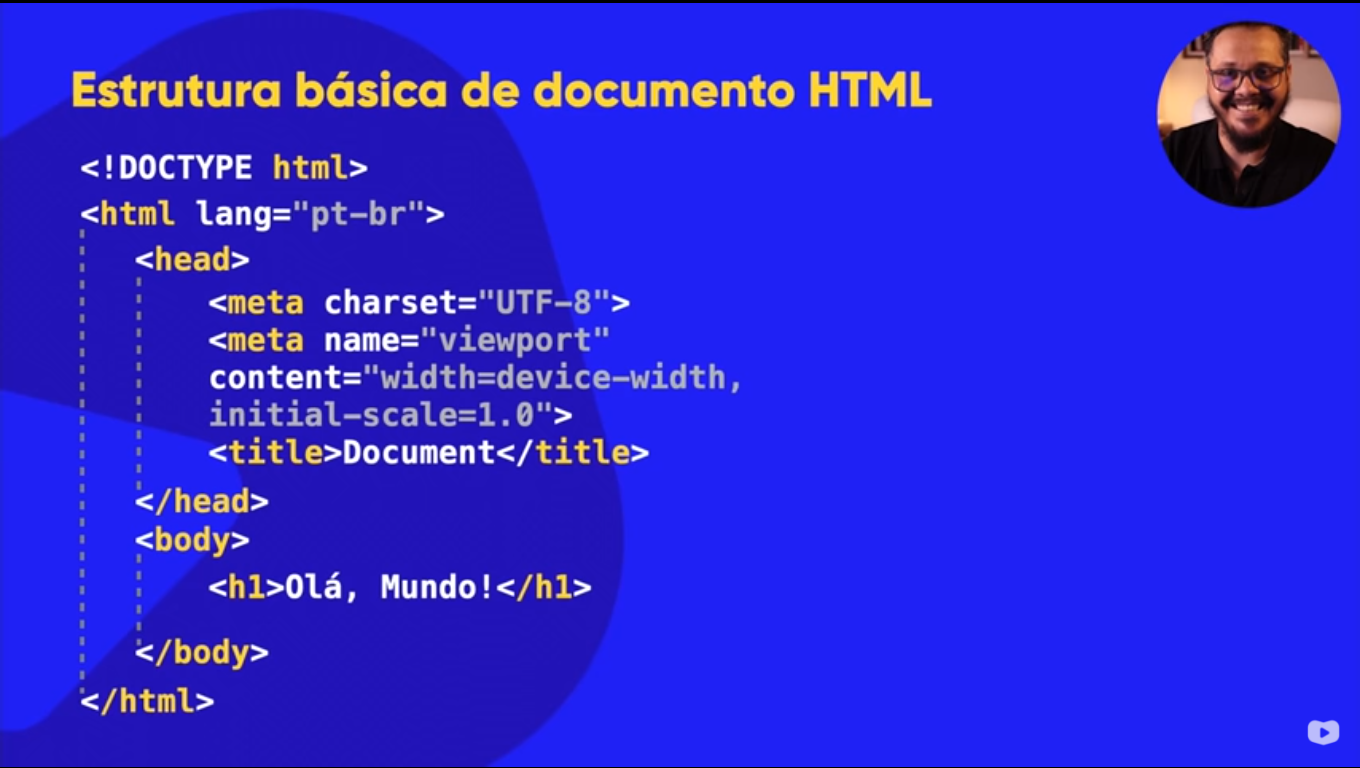 Estrutura básica de documento HTML
<!DOCTYPE html>
<html lang="pt-br">
<head>
<meta charset="UTF-8">
<meta name="viewport"
content="width=device-width,
initial-scale=1.0">
<title>Document</title>
</head>
<body>
<h1>Olá, Mundo!</h1>
</body>
</html>